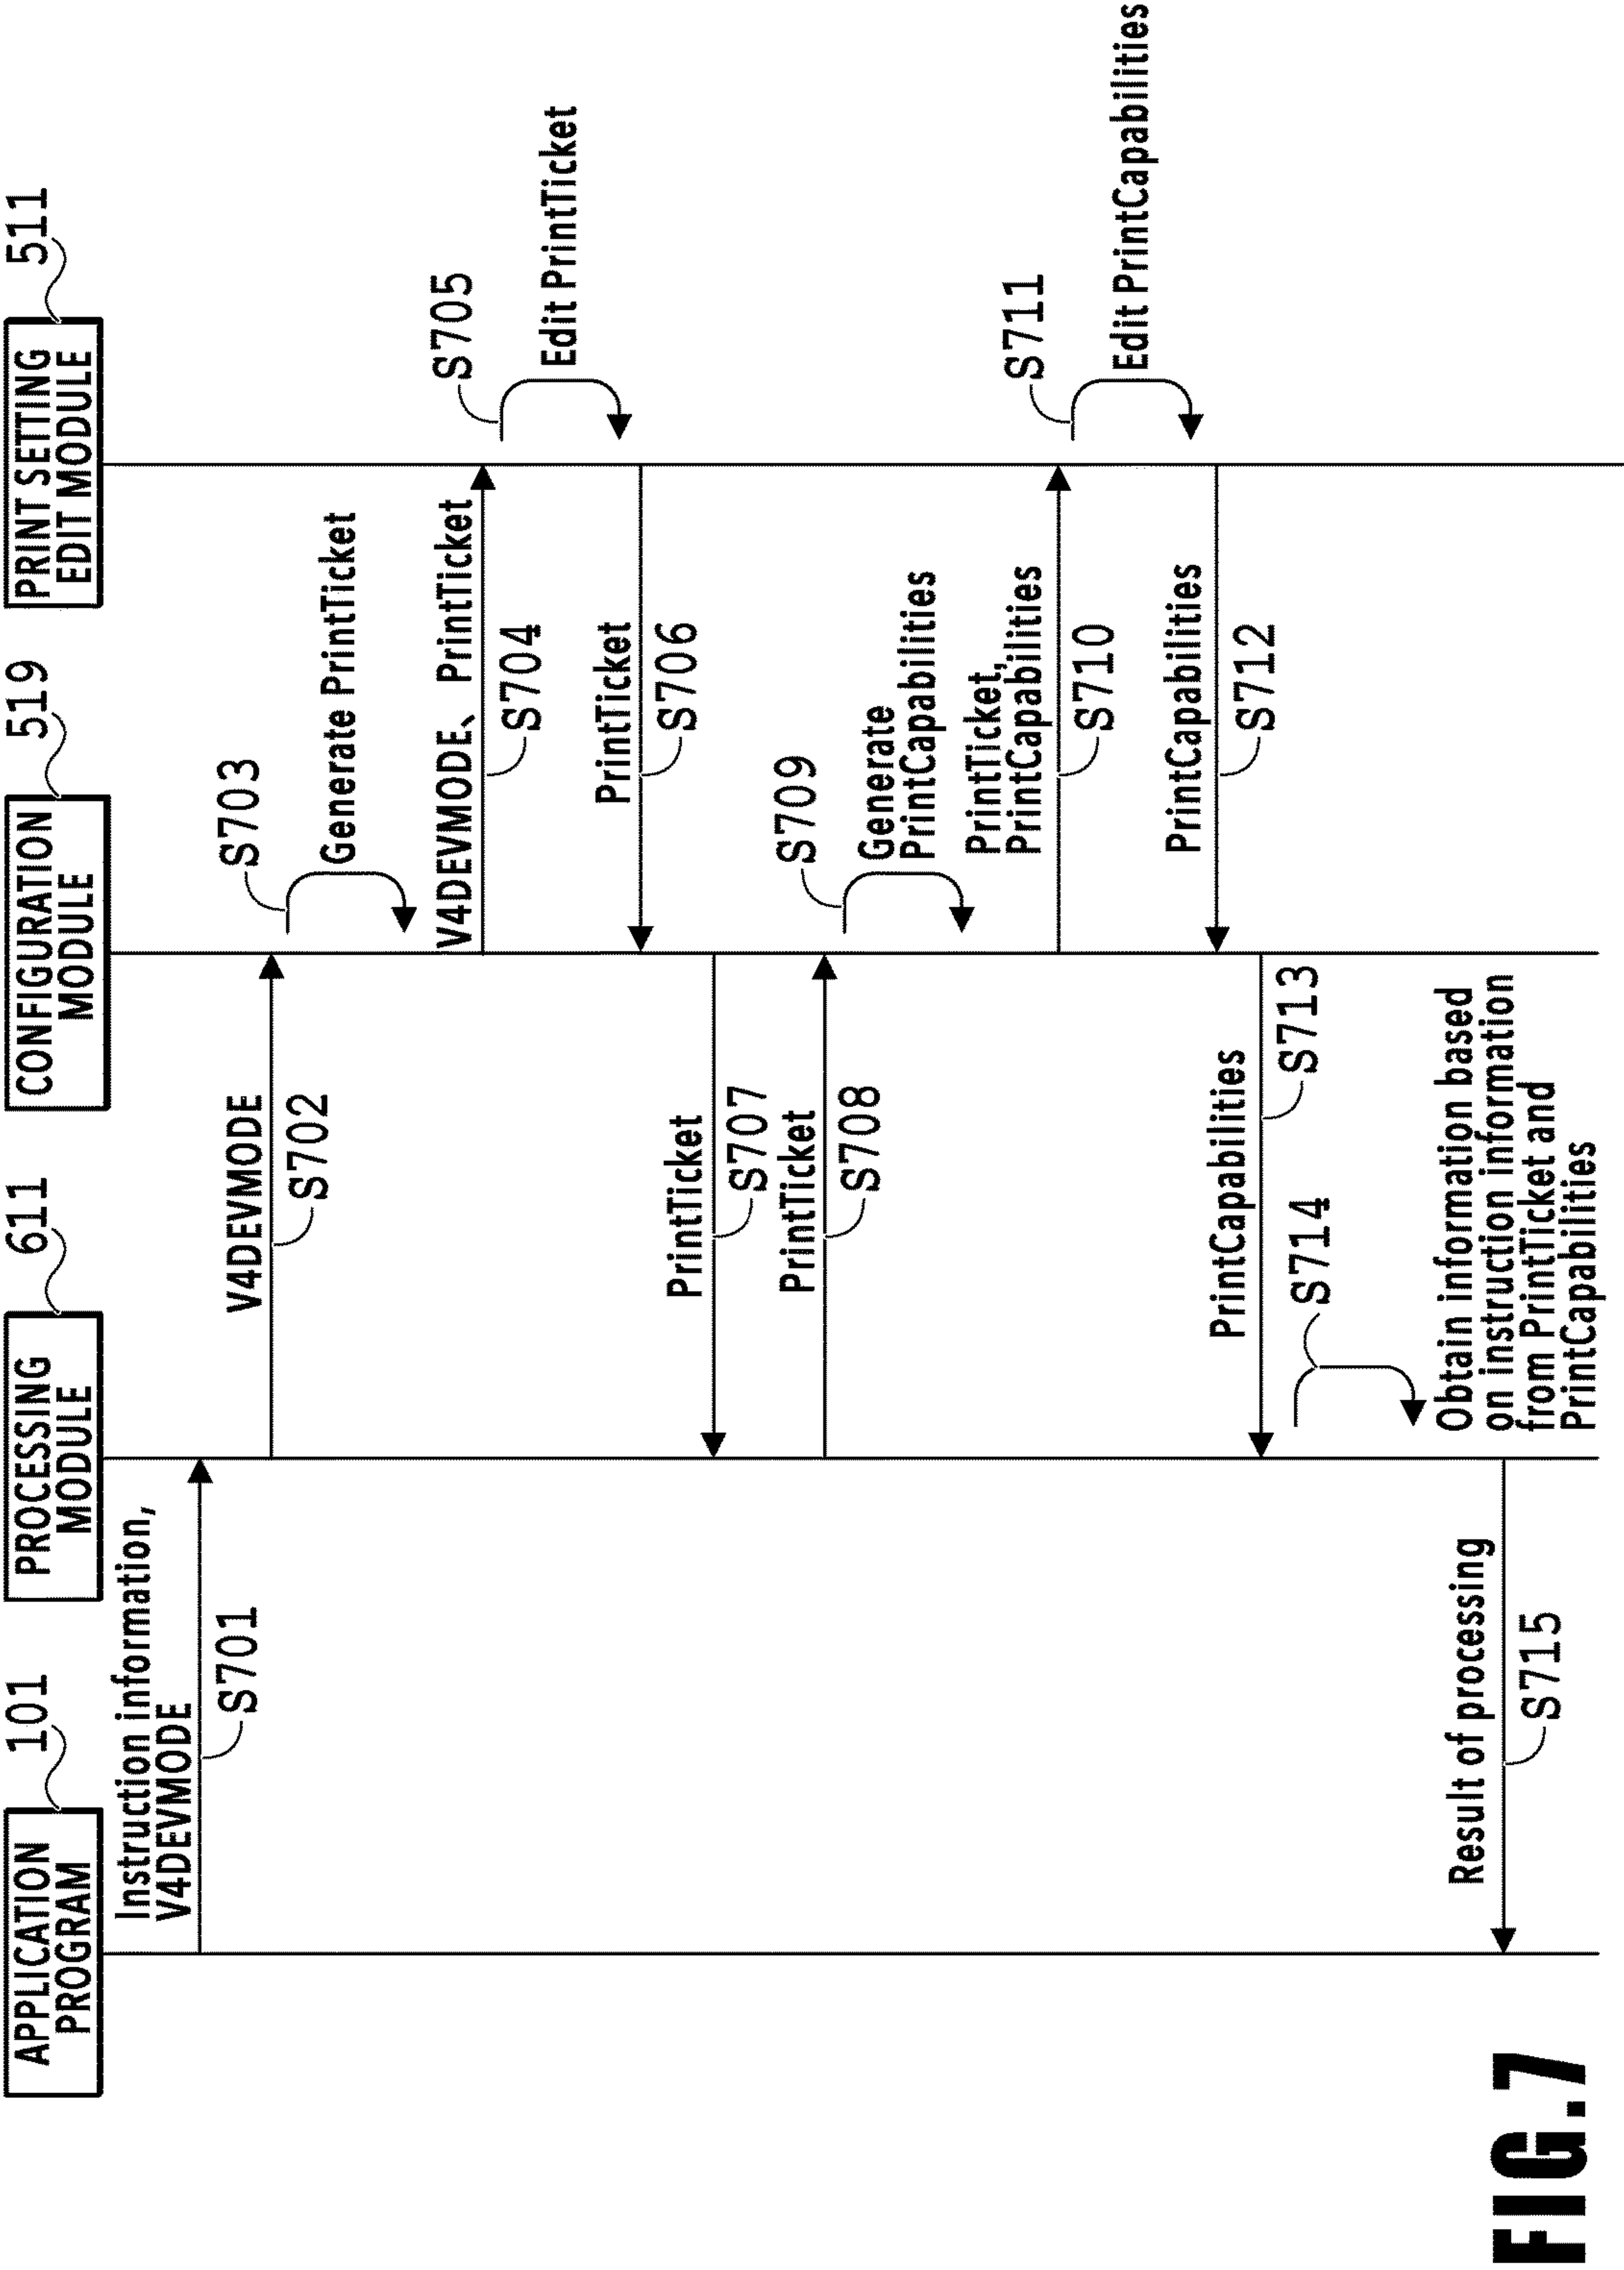 APPLICATION
PROGRAM
101
PROCESSING
MODULE
611
CONFIGURATION
MODULE
519
PRINT SETTING
EDIT MODULE
511
Instruction information,
V4DEVMODE
S701
V4DEVMODE
S702
S703
Generate PrintTicket
V4DEVMODE、PrintTicket
S704
S705
Edit PrintTicket
PrintTicket
S706
PrintTicket
S707
PrintTicket
S708
S709
Generate
PrintCapabilities
PrintTicket,
PrintCapabilities
S710
S711
Edit PrintCapabilities
PrintCapabilities
S712
PrintCapabilities
S713
S714
Obtain information based
on instruction information
from PrintTicket and
PrintCapabilities
Result of processing
S715
FIG.7